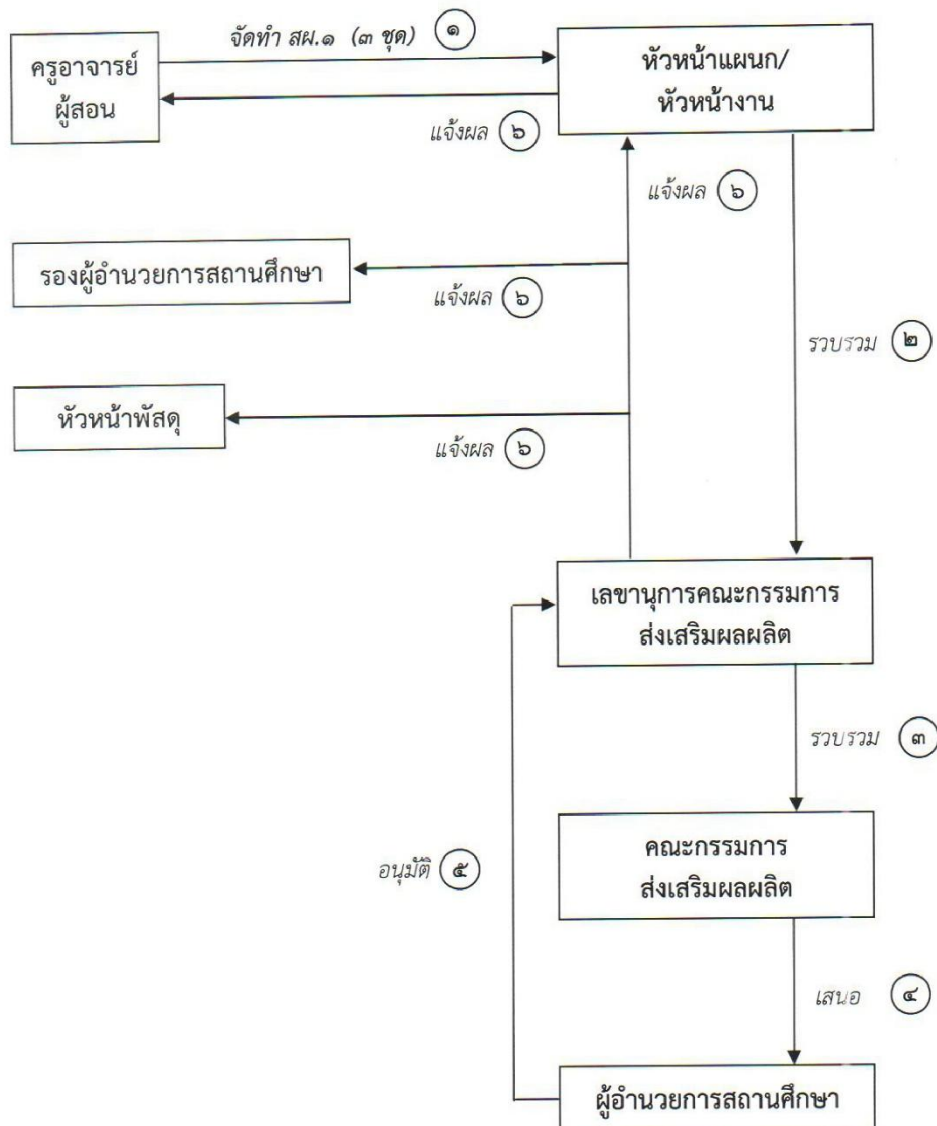 จัดทำ สผ.๑ (๓ ชุด) ๑
ครูอาจารย์
ผู้สอน
หัวหน้าแผนก/
หัวหน้างาน
แจ้งผล ๖
แจ้งผล ๖
รองผู้อำนวยการสถานศึกษา
แจ้งผล ๖
รวบรวม ๒
หัวหน้าพัสดุ
แจ้งผล ๖
เลขานุการคณะกรรมการ
ส่งเสริมผลผลิต
รวบรวม ๓
คณะกรรมการ
ส่งเสริมผลผลิต
อนุมัติ ๕
เสนอ ๔
ผู้อำนวยการสถานศึกษา